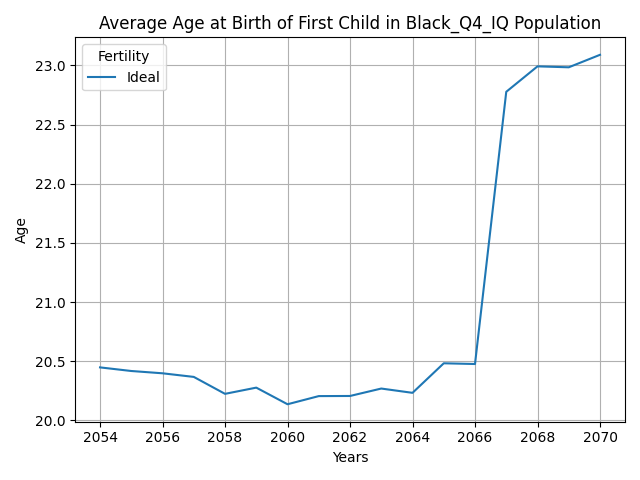 Average Age at Birth of First Child in Black_Q4_IQ Population
Fertility
Ideal
23.0
22.5
22.0
21.5
21.0
20.5
20.0
Age
2054 2056 2058 2060 2062 2064 2066 2068 2070
Years